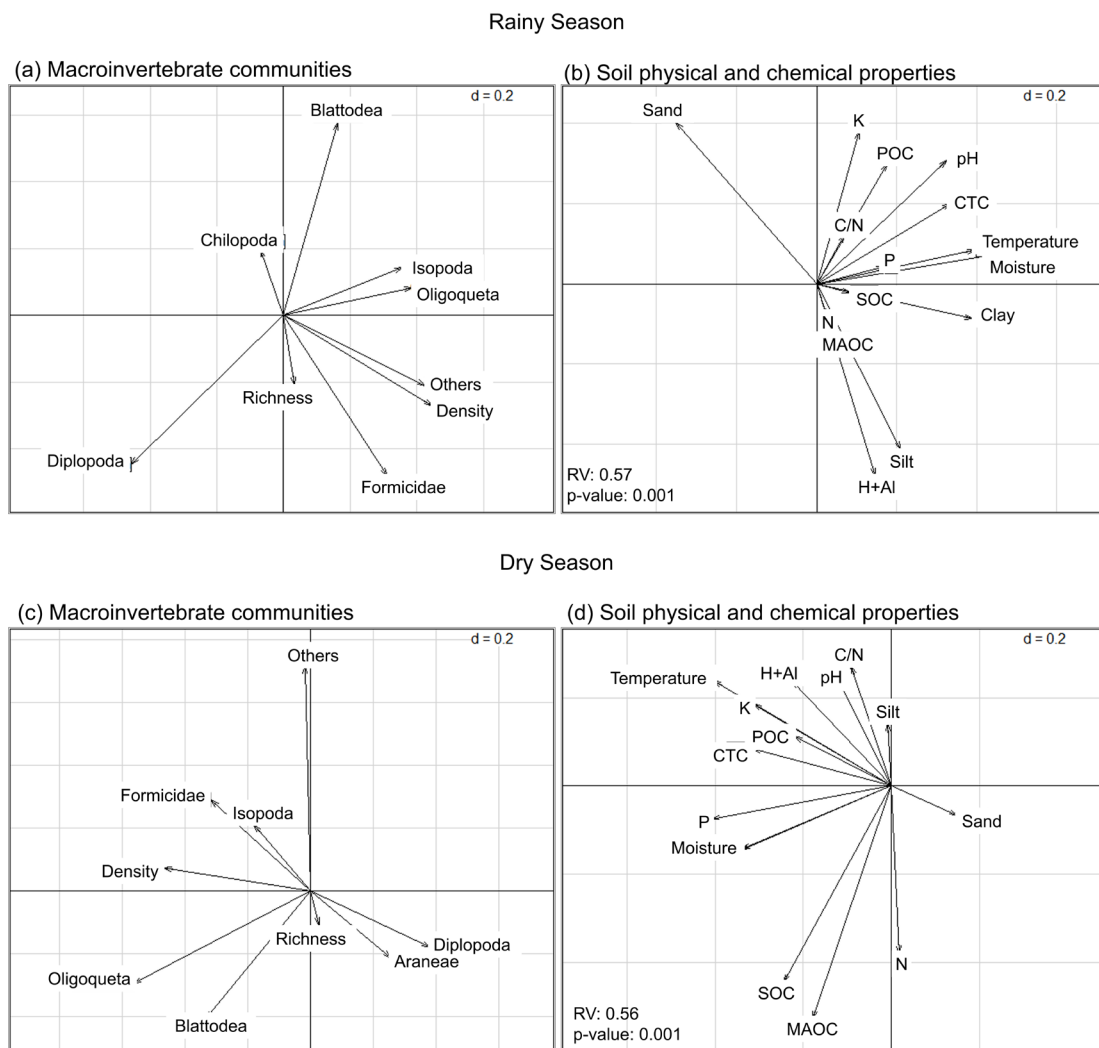 Rainy Season
(a) Macroinvertebrate communities
d = 0.2
Blattodea
Chilopoda
Isopoda
Oligoqueta
Others
Density
Richness
Diplopoda
Formicidae
(b) Soil physical and chemical properties
d = 0.2
Sand
K
POC
pH
CTC
C/N
Temperature
P
Moisture
SOC
Clay
N
MAOC
Silt
H+Al
RV: 0.57
p-value: 0.001
Dry Season
(c) Macroinvertebrate communities
d = 0.2
Others
Formicidae
Isopoda
Density
Richness
Diplopoda
Araneae
Oligoqueta
Blattodea
(d) Soil physical and chemical properties
d = 0.2
C/N
Temperature
H+Al
pH
K
Silt
POC
CTC
P
Sand
Moisture
N
SOC
MAOC
RV: 0.56
p-value: 0.001